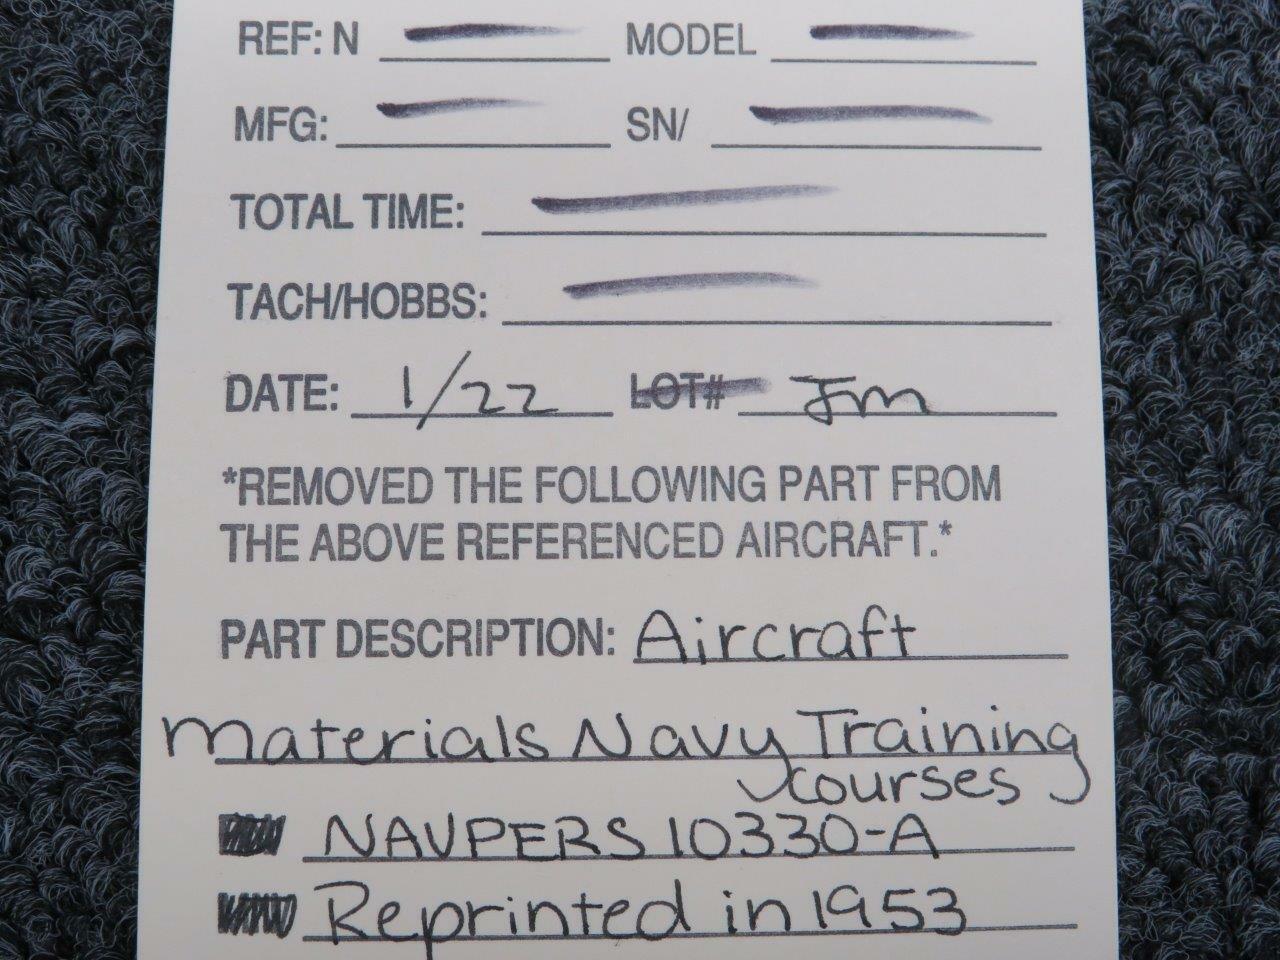 REF: N MODEL
MFG: SN/
TOTAL TIME:
TACH/HOBBS:
DATE: 1/22 LOT# Jm
*REMOVED THE FOLLOWING PART FROM
THE ABOVE REFERENCED AIRCRAFT.*
PART DESCRIPTION: Aircraft
Materials Navy Training
courses
NAVPERS 10330-A
Reprinted in 1953